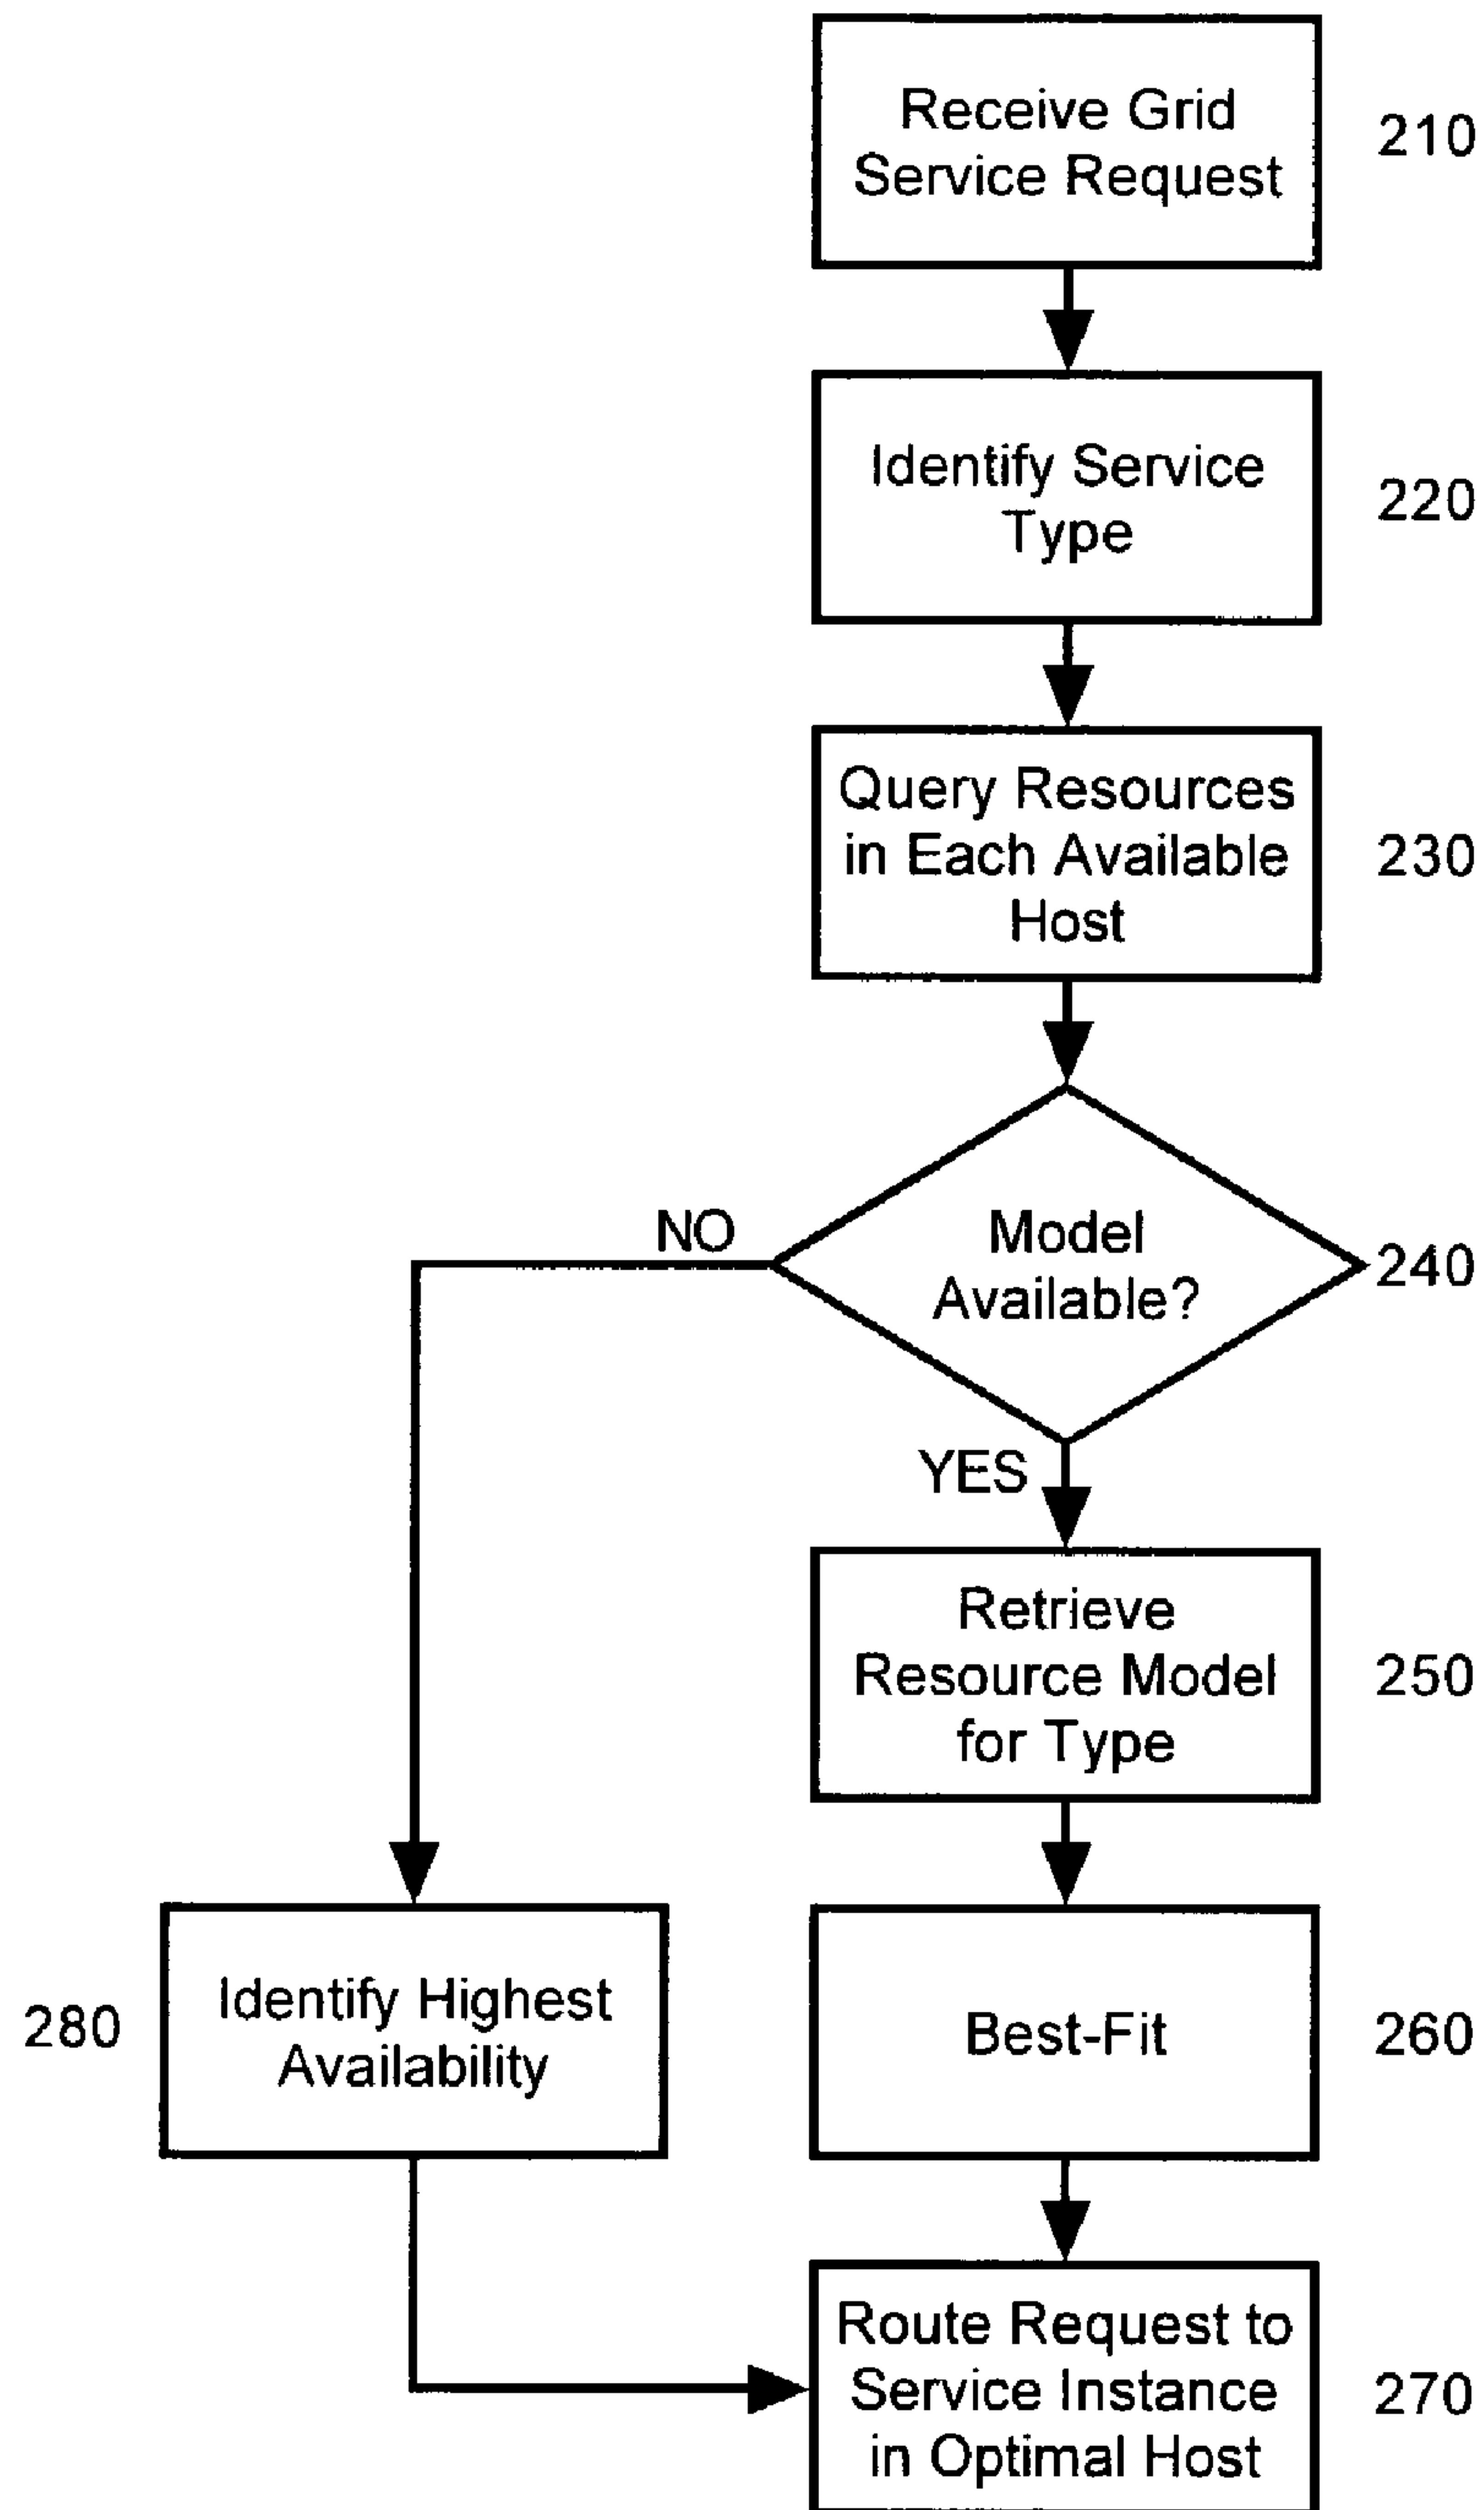 Receive Grid
Service Request
210
Identify Service
Type
220
Query Resources
in Each Available
Host
230
Model
Available?
240
NO
YES
Retrieve
Resource Model
for Type
250
Identify Highest
Availability
280
Best-Fit
260
Route Request to
Service Instance
in Optimal Host
270